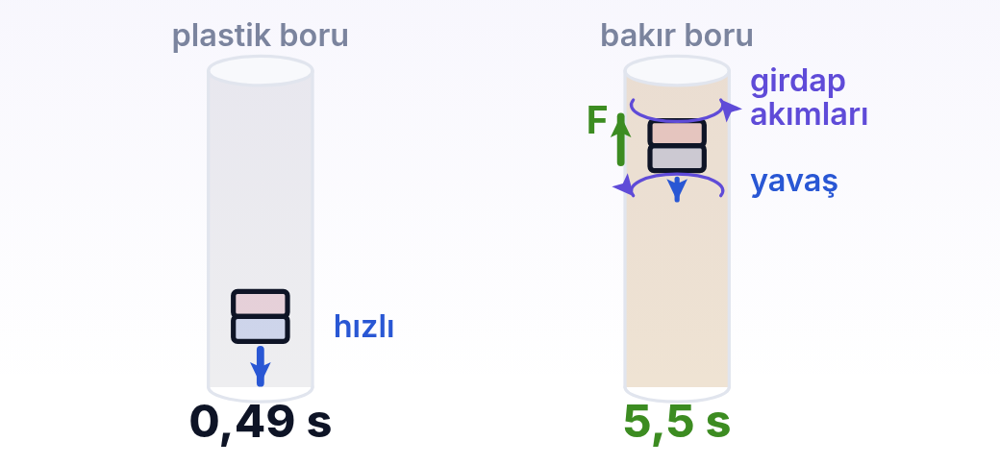 plastik boru
hızlı
0,49 s
bakır boru
girdap
akımları
F
yavaş
5,5 s